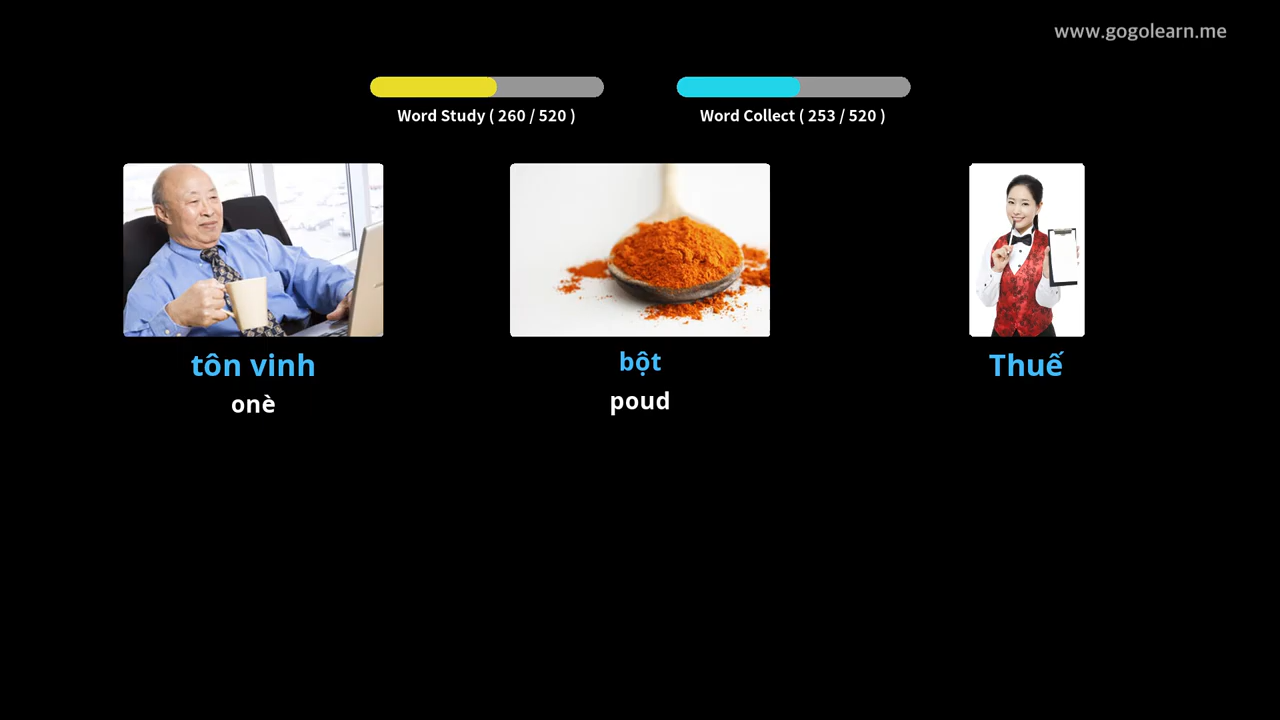 www.gogolearn.me
Word Study ( 260 / 520 )
Word Collect ( 253 / 520 )
tôn vinh
onè
bột
poud
Thuế